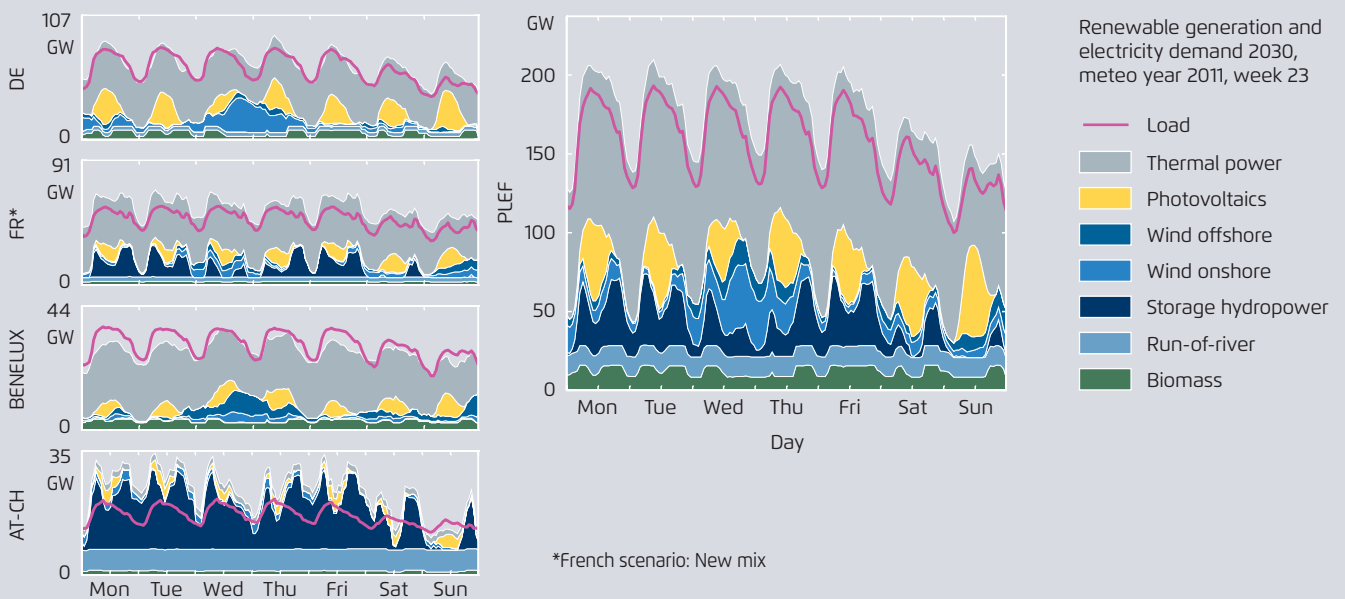 107
GW
DE
0
91
GW
FR*
0
44
GW
BENELUX
0
35
GW
AT-CH
0
Mon Tue Wed Thu Fri Sat Sun
GW
200
150
PLEF
100
50
0
Mon Tue Wed Thu Fri Sat Sun
Day
*French scenario: New mix
Renewable generation and
electricity demand 2030,
meteo year 2011, week 23
Load
Thermal power
Photovoltaics
Wind offshore
Wind onshore
Storage hydropower
Run-of-river
Biomass